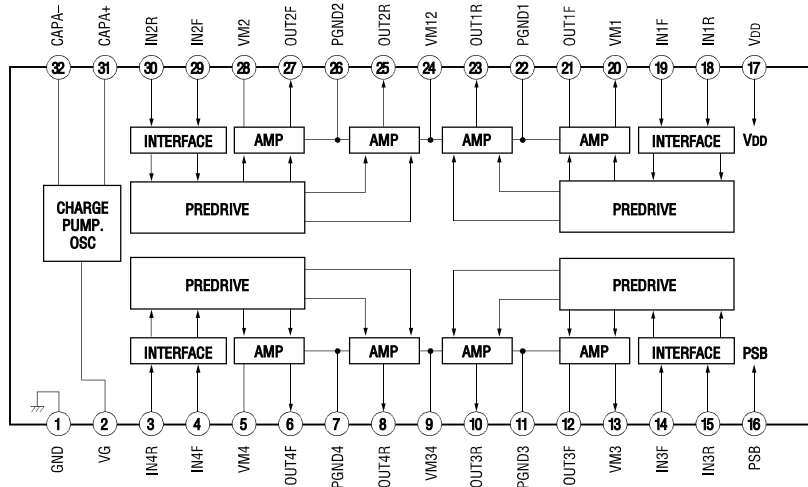 CAPA− CAPA+ IN2R IN2F VM2 OUT2F PGND2 OUT2R VM12 OUT1R PGND1 OUT1F VM1 IN1F IN1R VDD
32 31 30 29 28 27 26 25 24 23 22 21 20 19 18 17
INTERFACE AMP AMP AMP AMP INTERFACE VDD
CHARGE
PUMP.
OSC
PREDRIVE PREDRIVE
PREDRIVE PREDRIVE
INTERFACE AMP AMP AMP AMP INTERFACE PSB
1 2 3 4 5 6 7 8 9 10 11 12 13 14 15 16
GND VG IN4R IN4F VM4 OUT4F PGND4 OUT4R VM34 OUT3R PGND3 OUT3F VM3 IN3F IN3R PSB